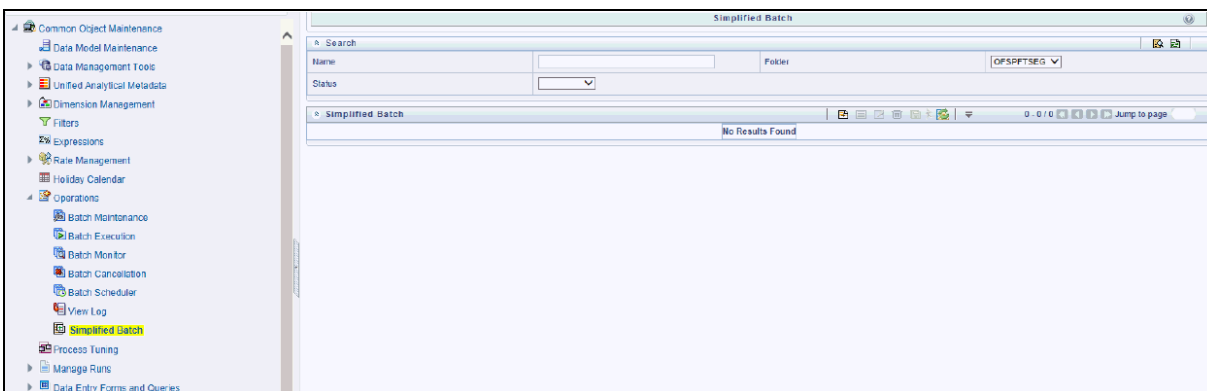 Common Object Maintenance
Data Model Maintenance
Data Management Tools
Unified Analytical Metadata
Dimension Management
Filters
Expressions
Rate Management
Holiday Calendar
Operations
Batch Maintenance
Batch Execution
Batch Monitor
Batch Cancellation
Batch Scheduler
View Log
Simplified Batch
Process Tuning
Manage Runs
Data Entry Forms and Queries
Simplified Batch
Search
Name Folder OFSPFTSEG
Status
Simplified Batch 0 - 0 / 0 Jump to page
No Results Found